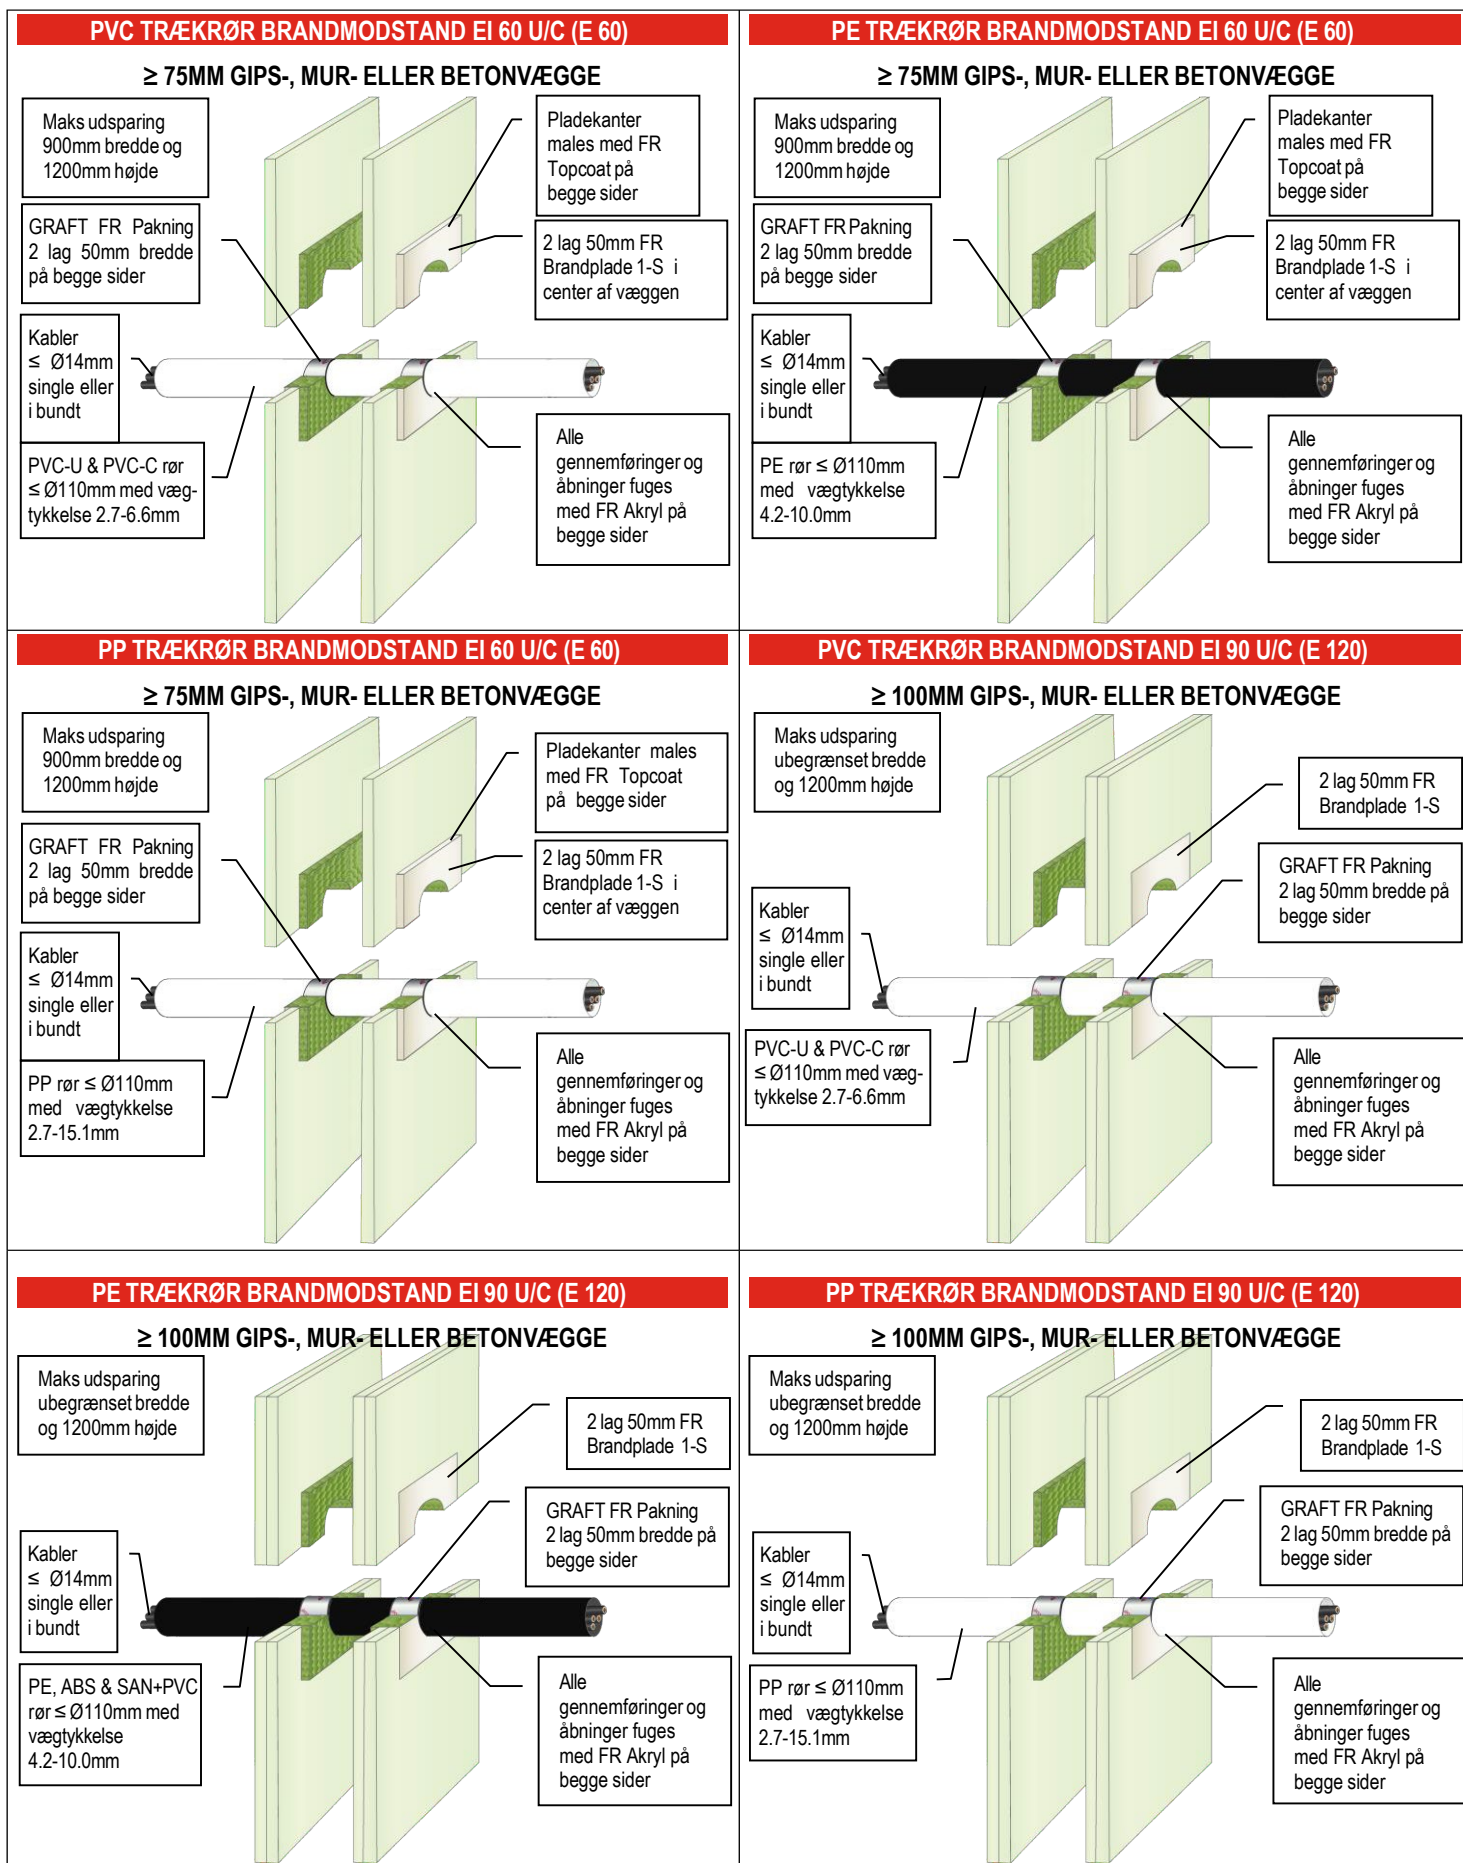 PVC TRÆKRØR BRANDMODSTAND EI 60 U/C (E 60)
≥ 75MM GIPS-, MUR- ELLER BETONVÆGGE
Maks udsparing
900mm bredde og
1200mm højde
Pladekanter
males med FR
Topcoat på
begge sider
GRAFT FR Pakning
2 lag 50mm bredde
på begge sider
2 lag 50mm FR
Brandplade 1-S i
center af væggen
Kabler
≤ Ø14mm
single eller
i bundt
PVC-U & PVC-C rør
≤ Ø110mm med væg-
tykkelse 2.7-6.6mm
Alle
gennemføringer og
åbninger fuges
med FR Akryl på
begge sider
PE TRÆKRØR BRANDMODSTAND EI 60 U/C (E 60)
≥ 75MM GIPS-, MUR- ELLER BETONVÆGGE
Maks udsparing
900mm bredde og
1200mm højde
Pladekanter
males med FR
Topcoat på
begge sider
GRAFT FR Pakning
2 lag 50mm bredde
på begge sider
2 lag 50mm FR
Brandplade 1-S i
center af væggen
Kabler
≤ Ø14mm
single eller
i bundt
PE rør ≤ Ø110mm
med vægtykkelse
4.2-10.0mm
Alle
gennemføringer og
åbninger fuges
med FR Akryl på
begge sider
PP TRÆKRØR BRANDMODSTAND EI 60 U/C (E 60)
≥ 75MM GIPS-, MUR- ELLER BETONVÆGGE
Maks udsparing
900mm bredde og
1200mm højde
Pladekanter males
med FR Topcoat
på begge sider
GRAFT FR Pakning
2 lag 50mm bredde
på begge sider
2 lag 50mm FR
Brandplade 1-S i
center af væggen
Kabler
≤ Ø14mm
single eller
i bundt
PP rør ≤ Ø110mm
med vægtykkelse
2.7-15.1mm
Alle
gennemføringer og
åbninger fuges
med FR Akryl på
begge sider
PVC TRÆKRØR BRANDMODSTAND EI 90 U/C (E 120)
≥ 100MM GIPS-, MUR- ELLER BETONVÆGGE
Maks udsparing
ubegrænset bredde
og 1200mm højde
2 lag 50mm FR
Brandplade 1-S
GRAFT FR Pakning
2 lag 50mm bredde på
begge sider
Kabler
≤ Ø14mm
single eller
i bundt
PVC-U & PVC-C rør
≤ Ø110mm med væg-
tykkelse 2.7-6.6mm
Alle
gennemføringer og
åbninger fuges
med FR Akryl på
begge sider
PE TRÆKRØR BRANDMODSTAND EI 90 U/C (E 120)
≥ 100MM GIPS-, MUR- ELLER BETONVÆGGE
Maks udsparing
ubegrænset bredde
og 1200mm højde
2 lag 50mm FR
Brandplade 1-S
GRAFT FR Pakning
2 lag 50mm bredde på
begge sider
Kabler
≤ Ø14mm
single eller
i bundt
PE, ABS & SAN+PVC
rør ≤ Ø110mm med
vægtykkelse
4.2-10.0mm
Alle
gennemføringer og
åbninger fuges
med FR Akryl på
begge sider
PP TRÆKRØR BRANDMODSTAND EI 90 U/C (E 120)
≥ 100MM GIPS-, MUR- ELLER BETONVÆGGE
Maks udsparing
ubegrænset bredde
og 1200mm højde
2 lag 50mm FR
Brandplade 1-S
GRAFT FR Pakning
2 lag 50mm bredde på
begge sider
Kabler
≤ Ø14mm
single eller
i bundt
PP rør ≤ Ø110mm
med vægtykkelse
2.7-15.1mm
Alle
gennemføringer og
åbninger fuges
med FR Akryl på
begge sider